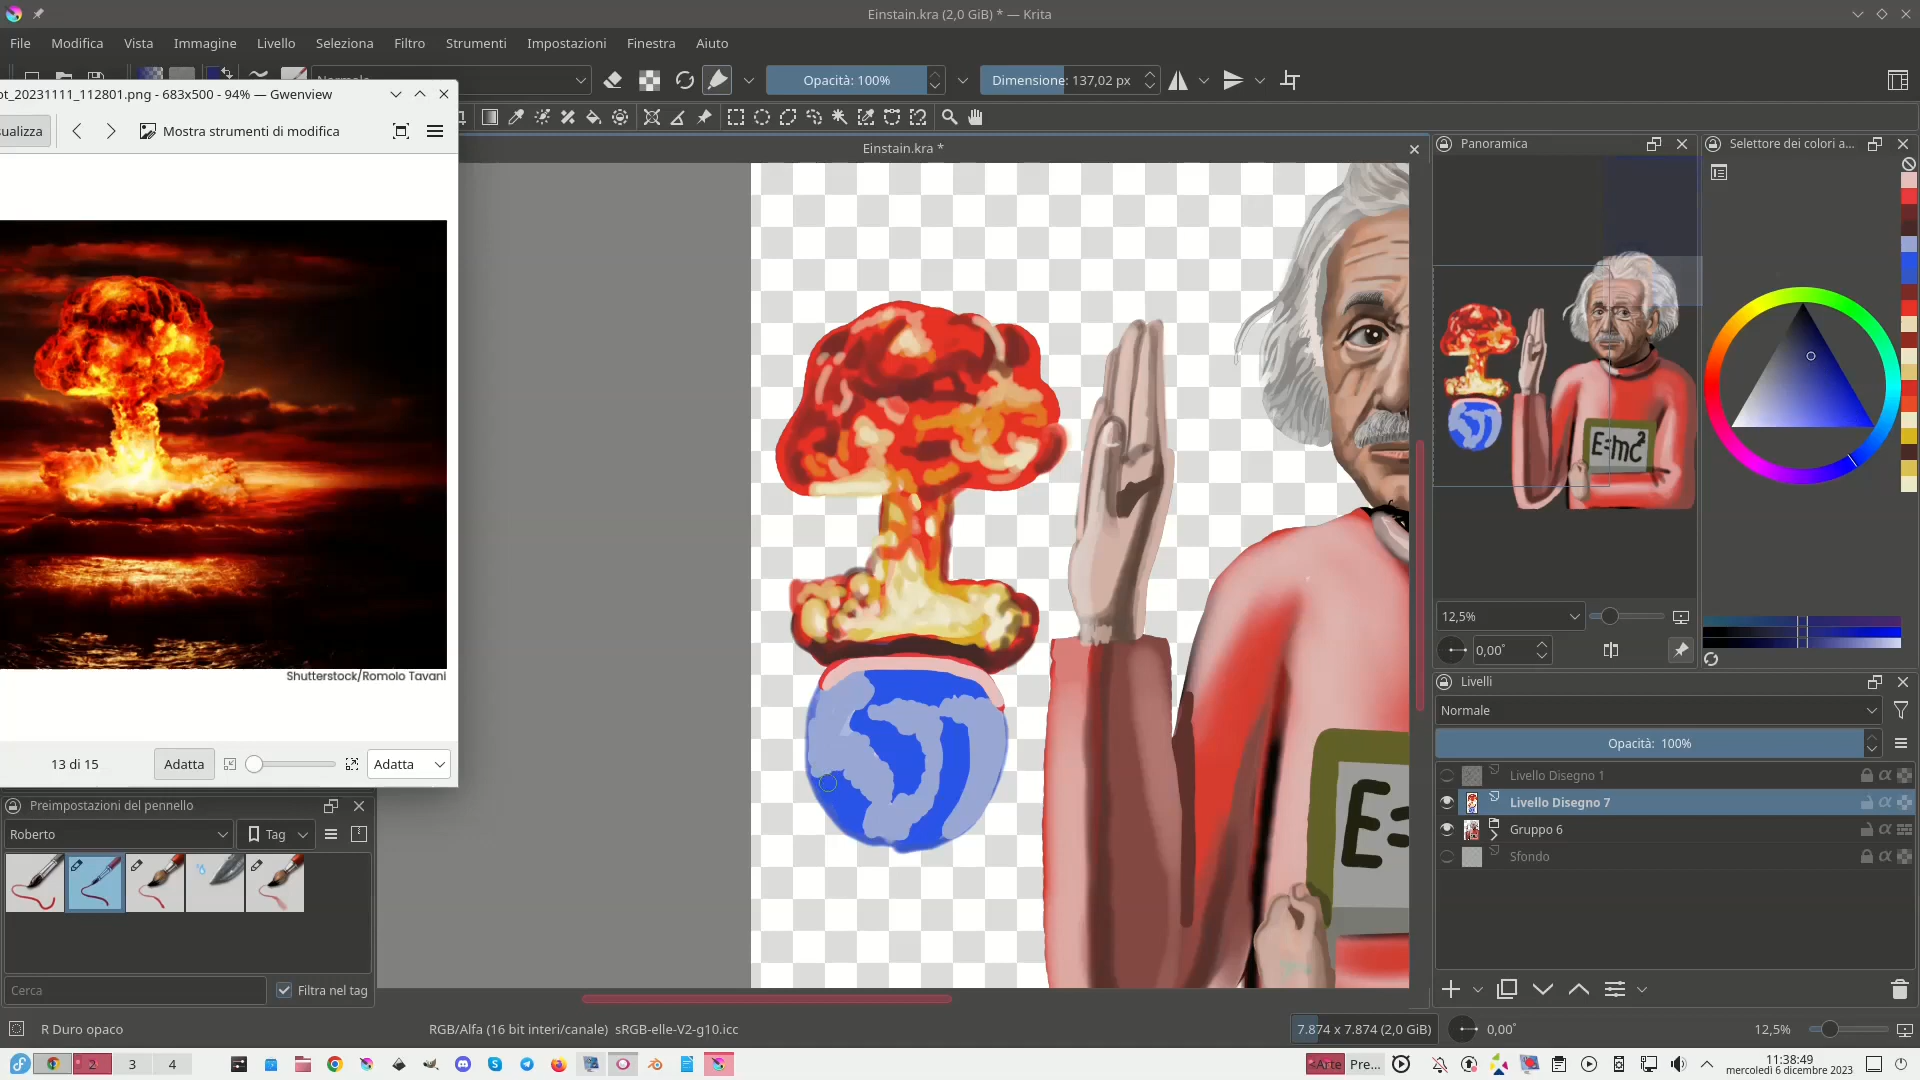 Einstain.kra (2,0 GiB) * — Krita
File Modifica Vista Immagine Livello Seleziona Filtro Strumenti Impostazioni Finestra Aiuto
Opacità: 100%
Dimensione: 137,02 px
ot_20231111_112801.png - 683x500 - 94% — Gwenview
ualizza
Mostra strumenti di modifica
Shutterstock/Romolo Tavani
13 di 15
Adatta
Adatta
Einstain.kra *
E=
Panoramica
Selettore dei colori a...
E=mc²
12,5%
0,00°
Livelli
Normale
Opacità: 100%
Livello Disegno 1
Livello Disegno 7
Gruppo 6
Sfondo
Preimpostazioni del pennello
Roberto
Tag
Cerca
Filtra nel tag
R Duro opaco
RGB/Alfa (16 bit interi/canale) sRGB-elle-V2-g10.icc
7.874 x 7.874 (2,0 GiB)
0,00°
12,5%
2 3 4
Arte Pre...
11:38:49
mercoledì 6 dicembre 2023